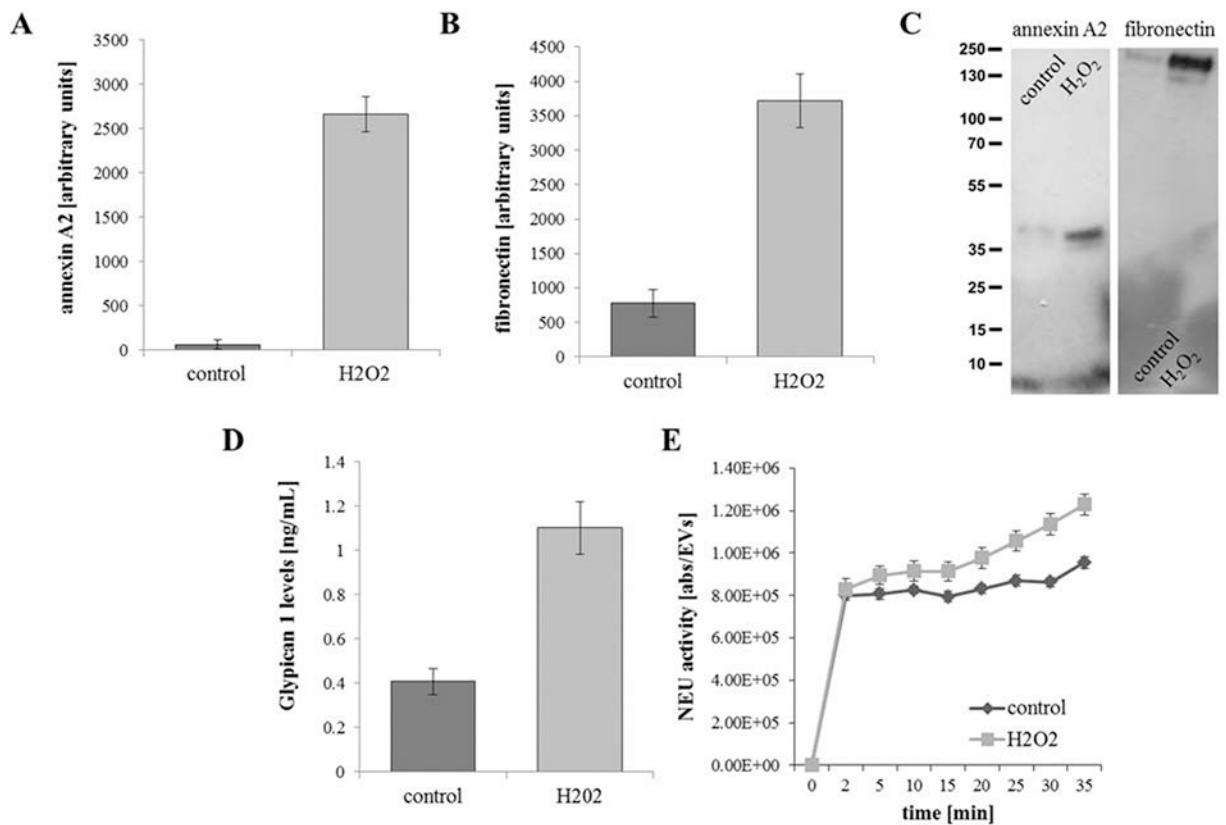 A
annexin A2 [arbitrary units]
3500
3000
2500
2000
1500
1000
500
0
control
H2O2
B
fibronectin [arbitrary units]
4500
4000
3500
3000
2500
2000
1500
1000
500
0
control
H2O2
C
annexin A2
fibronectin
250
130
100
70
55
35
25
15
10
control
H₂O₂
control
H₂O₂
D
Glypican 1 levels [ng/mL]
1.4
1.2
1
0.8
0.6
0.4
0.2
0
control
H202
E
NEU activity [abs/EVs]
1.40E+06
1.20E+06
1.00E+06
8.00E+05
6.00E+05
4.00E+05
2.00E+05
0.00E+00
control
H2O2
0 2 5 10 15 20 25 30 35
time [min]